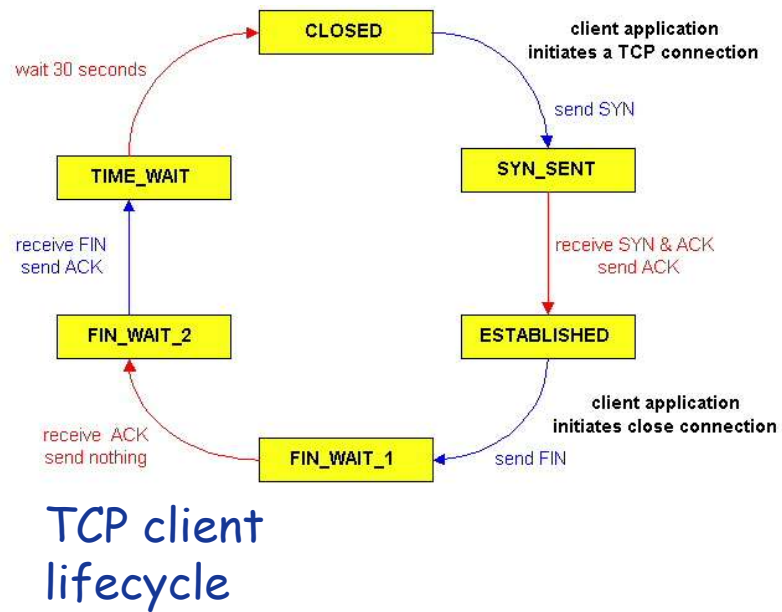 CLOSED
client application
initiates a TCP connection
wait 30 seconds
send SYN
TIME_WAIT
SYN_SENT
receive FIN
send ACK
receive SYN & ACK
send ACK
FIN_WAIT_2
ESTABLISHED
client application
initiates close connection
receive ACK
send nothing
FIN_WAIT_1
send FIN
TCP client
lifecycle